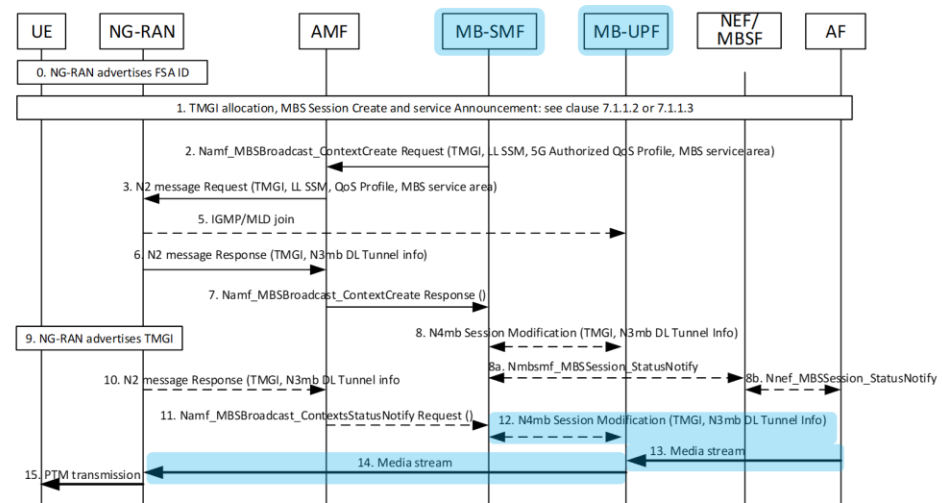 UE
NG-RAN
AMF
MB-SMF
MB-UPF
NEF/
MBSF
AF
0. NG-RAN advertises FSA ID
1. TMGI allocation, MBS Session Create and service Announcement: see clause 7.1.1.2 or 7.1.1.3
2. Namf_MBSBroadcast_ContextCreate Request (TMGI, LL SSM, 5G Authorized QoS Profile, MBS service area)
3. N2 message Request (TMGI, LL SSM, QoS Profile, MBS service area)
5. IGMP/MLD join
6. N2 message Response (TMGI, N3mb DL Tunnel info)
7. Namf_MBSBroadcast_ContextCreate Response ()
9. NG-RAN advertises TMGI
8. N4mb Session Modification (TMGI, N3mb DL Tunnel Info)
8a. Nmbsmf_MBSSession_StatusNotify
8b. Nnef_MBSSession_StatusNotify
10. N2 message Response (TMGI, N3mb DL Tunnel info
11. Namf_MBSBroadcast_ContextsStatusNotify Request ()
12. N4mb Session Modification (TMGI, N3mb DL Tunnel Info)
13. Media stream
14. Media stream
15. PTM transmission